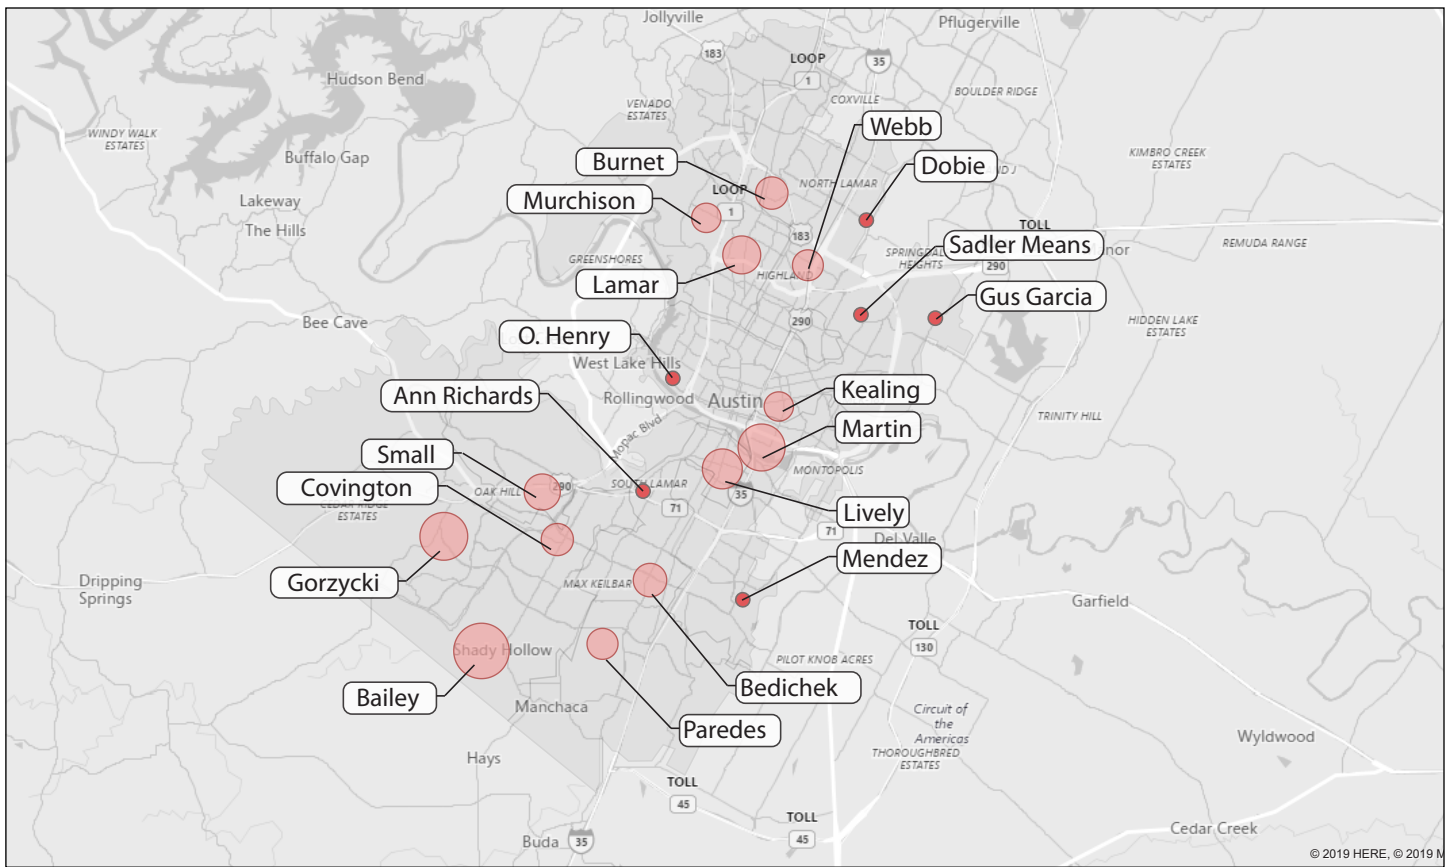 Jollyville
Pflugerville
183
LOOP
1
35
Hudson Bend
VENADO
ESTATES
COXVILLE
BOULDER RIDGE
WINDY WALK
ESTATES
Webb
Buffalo Gap
Burnet
Dobie
KIMBRO CREEK
ESTATES
Lakeway
The Hills
Murchison
LOOP
1
NORTH LAMAR
TOLL
183
Sadler Means
REMUDA RANGE
GREENSHORES
Lamar
HIGHLAND
SPRINGDALE
HEIGHTS
290
Gus Garcia
Bee Cave
290
HIDDEN LAKE
ESTATES
O. Henry
West Lake Hills
Ann Richards
Rollingwood
Austin
Kealing
TRINITY HILL
Small
Mopac Blvd
Martin
MONTOPOLIS
Covington
OAK HILL
290
SOUTH LAMAR
35
CEDAR RIDGE
ESTATES
71
Lively
71
Del Valle
Gorzycki
MAX KEILBAR
Mendez
Dripping
Springs
Garfield
TOLL
130
Shady Hollow
PILOT KNOB ACRES
Bailey
Bedichek
Manchaca
Paredes
Circuit of
the
Americas
THOROUGHBRED
ESTATES
Wyldwood
Hays
TOLL
45
TOLL
45
Buda
35
Cedar Creek
© 2019 HERE, © 2019 M